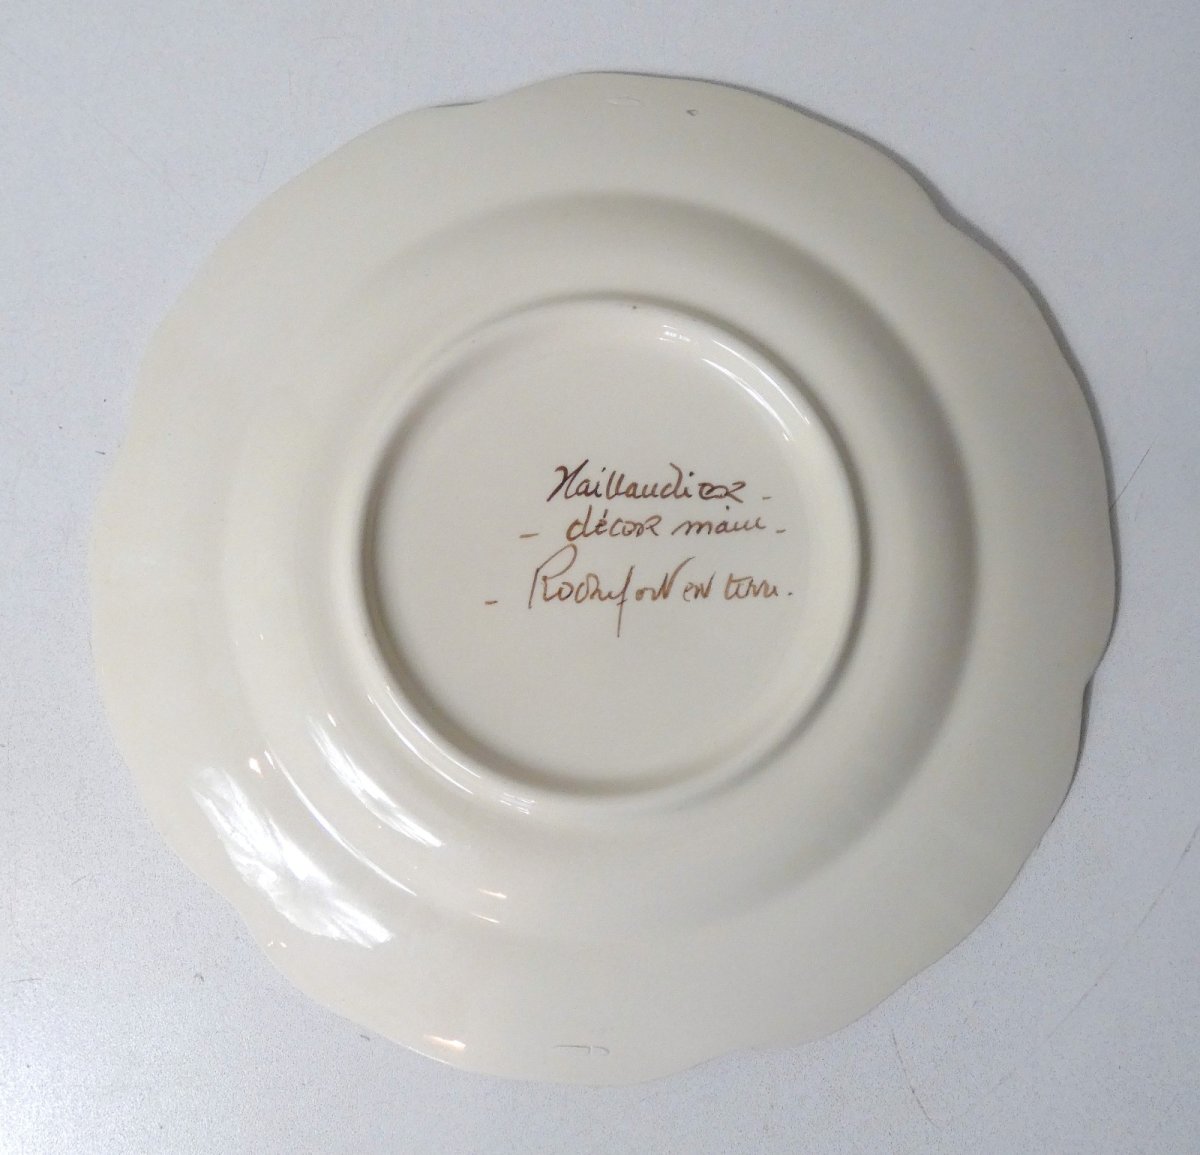 Haillaudier -
- décor main -
- Rochefort en terre.